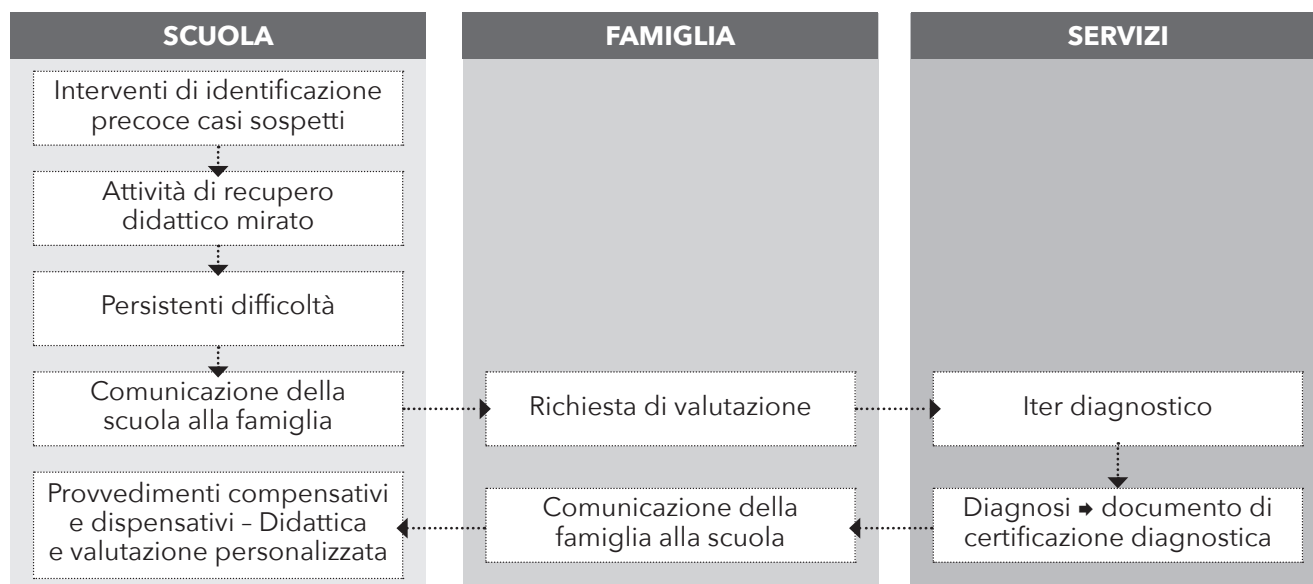 SCUOLA
Interventi di identificazione
precoce casi sospetti
Attività di recupero
didattico mirato
Persistenti difficoltà
Comunicazione della
scuola alla famiglia
Provvedimenti compensativi
e dispensativi – Didattica
e valutazione personalizzata
FAMIGLIA
Richiesta di valutazione
Comunicazione della
famiglia alla scuola
SERVIZI
Iter diagnostico
Diagnosi ➡ documento di
certificazione diagnostica